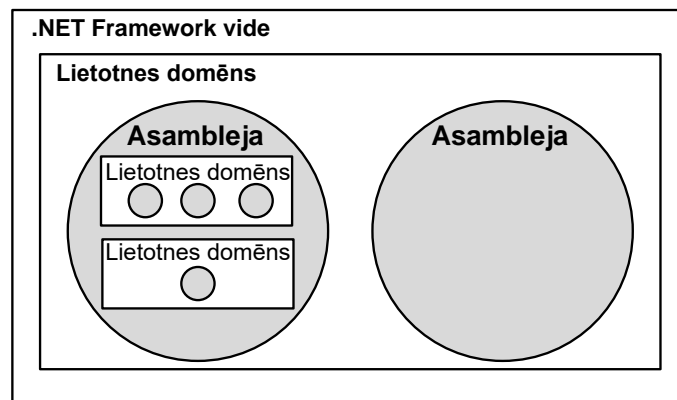 .NET Framework vide
Lietotnes domēns
Asambleja
Asambleja
Lietotnes domēns
Lietotnes domēns